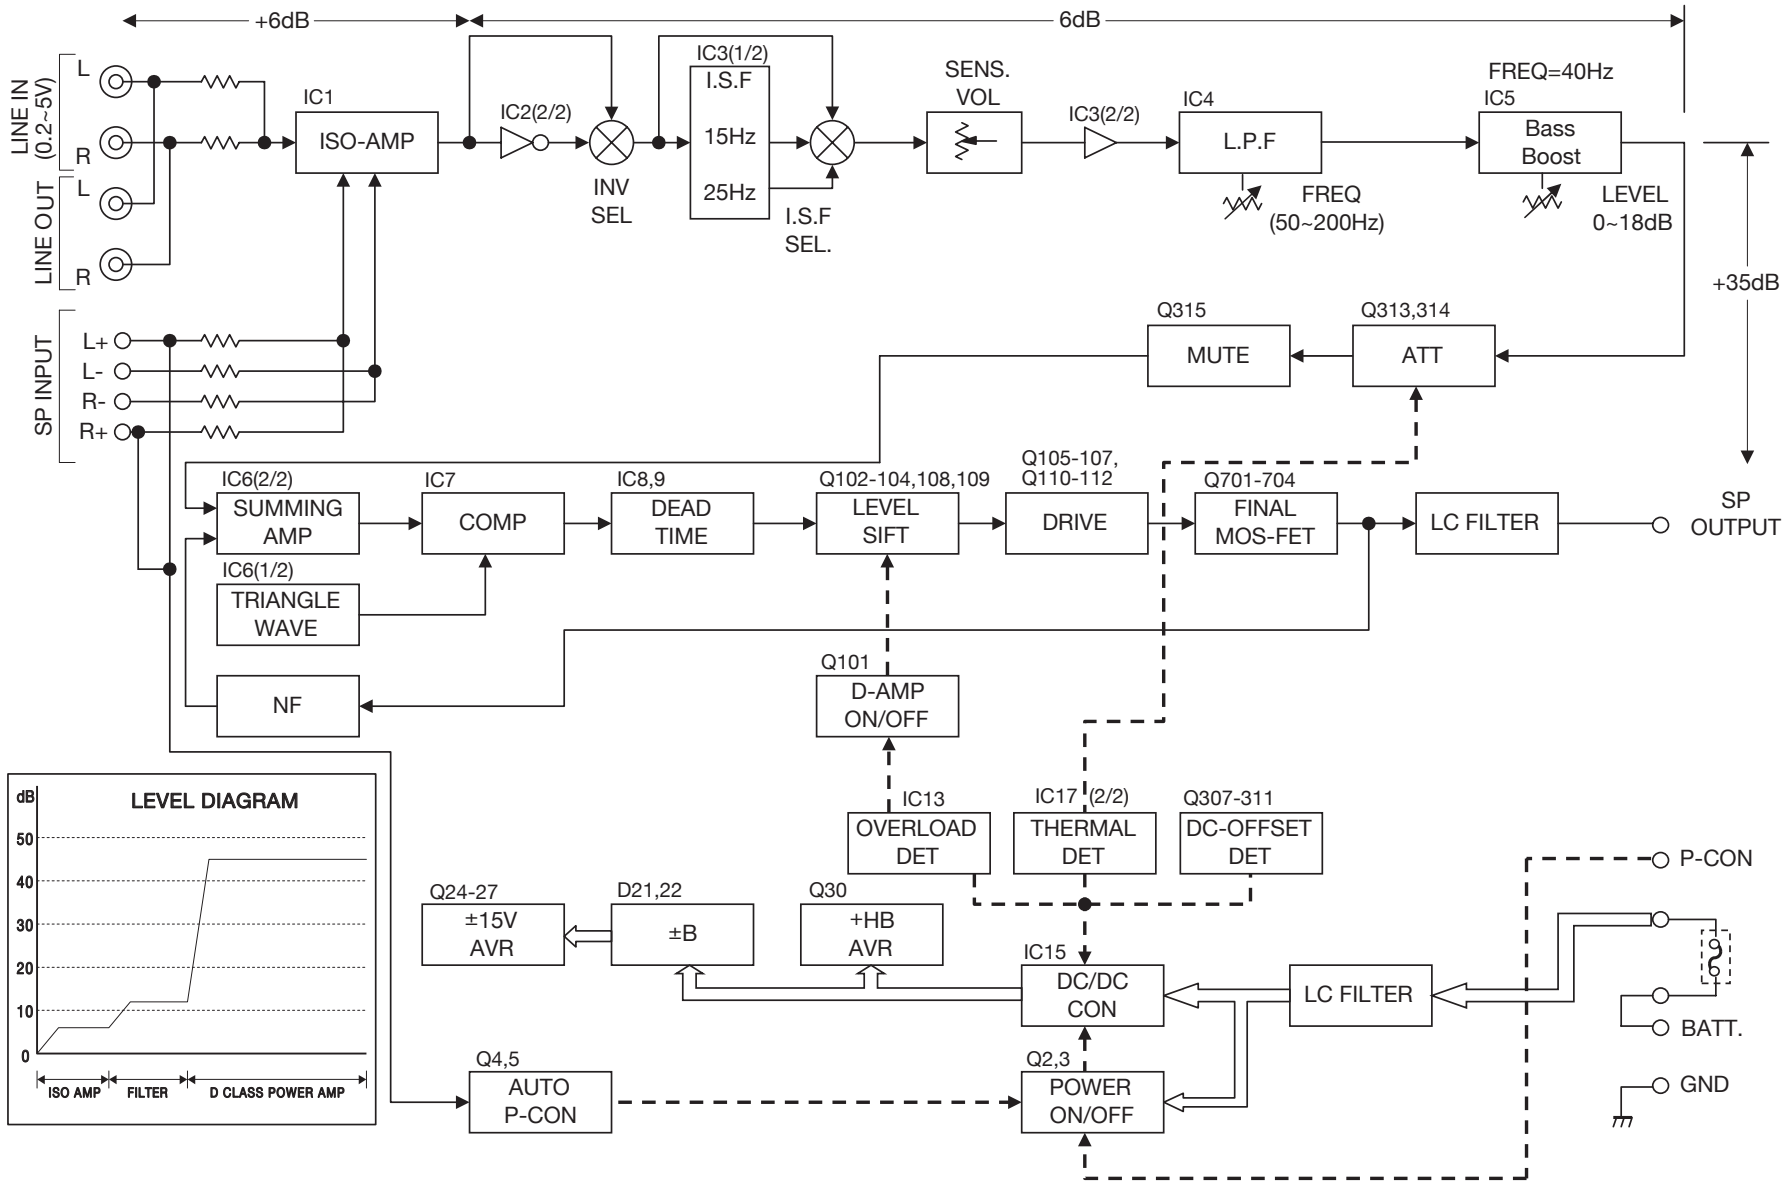 +6dB
6dB
LINE IN
(0.2~5V)
L
R
LINE OUT
L
R
IC1
ISO-AMP
IC2(2/2)
INV
SEL
IC3(1/2)
I.S.F
15Hz
25Hz
I.S.F
SEL.
SENS.
VOL
IC3(2/2)
IC4
L.P.F
FREQ
(50~200Hz)
FREQ=40Hz
IC5
Bass
Boost
LEVEL
0~18dB
+35dB
SP INPUT
L+
L-
R-
R+
Q315
MUTE
Q313,314
ATT
IC6(2/2)
SUMMING
AMP
IC7
COMP
IC8,9
DEAD
TIME
Q102-104,108,109
LEVEL
SIFT
Q105-107,
Q110-112
DRIVE
Q701-704
FINAL
MOS-FET
LC FILTER
SP
OUTPUT
IC6(1/2)
TRIANGLE
WAVE
NF
Q101
D-AMP
ON/OFF
IC13
OVERLOAD
DET
IC17 (2/2)
THERMAL
DET
Q307-311
DC-OFFSET
DET
P-CON
Q24-27
±15V
AVR
D21,22
±B
Q30
+HB
AVR
IC15
DC/DC
CON
LC FILTER
BATT.
GND
Q4,5
AUTO
P-CON
Q2,3
POWER
ON/OFF
LEVEL DIAGRAM
dB
50
40
30
20
10
0
ISO AMP
FILTER
D CLASS POWER AMP